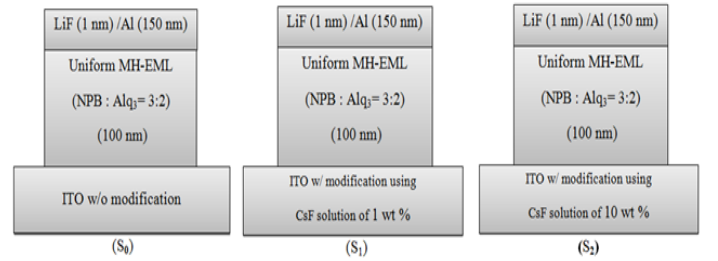 LiF (1 nm) /Al (150 nm)
Uniform MH-EML
(NPB : Alq₃= 3:2)
(100 nm)
ITO w/o modification
(S₀)
LiF (1 nm) /Al (150 nm)
Uniform MH-EML
(NPB : Alq₃= 3:2)
(100 nm)
ITO w/ modification using
CsF solution of 1 wt %
(S₁)
LiF (1 nm) /Al (150 nm)
Uniform MH-EML
(NPB : Alq₃= 3:2)
(100 nm)
ITO w/ modification using
CsF solution of 10 wt %
(S₂)